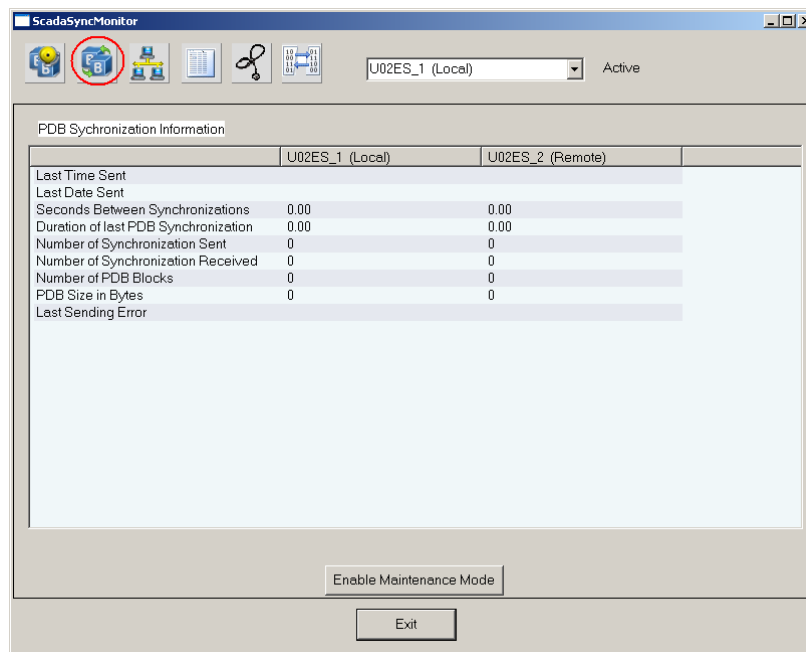 ScadaSyncMonitor
U02ES_1 (Local) Active
PDB Sychronization Information
U02ES_1 (Local) U02ES_2 (Remote)
Last Time Sent
Last Date Sent
Seconds Between Synchronizations 0.00 0.00
Duration of last PDB Synchronization 0.00 0.00
Number of Synchronization Sent 0 0
Number of Synchronization Received 0 0
Number of PDB Blocks 0 0
PDB Size in Bytes 0 0
Last Sending Error
Enable Maintenance Mode
Exit